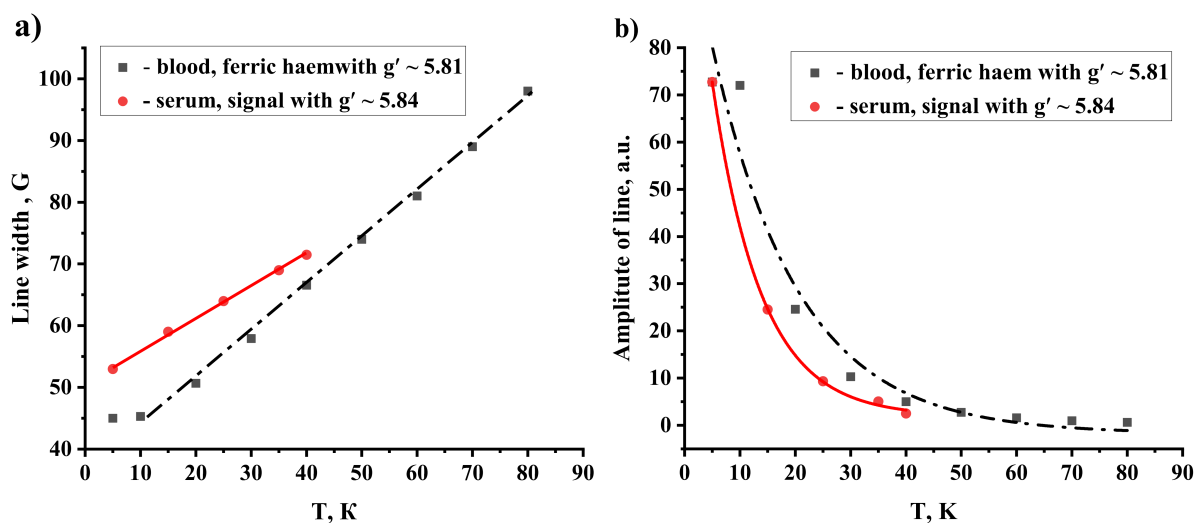 a)
- blood, ferric haemwith g′ ~ 5.81
- serum, signal with g′ ~ 5.84
Line width , G
100
90
80
70
60
50
40
0 10 20 30 40 50 60 70 80 90
T, K
b)
- blood, ferric haem with g′ ~ 5.81
- serum, signal with g′ ~ 5.84
Amplitute of line, a.u.
80
70
60
50
40
30
20
10
0
0 10 20 30 40 50 60 70 80 90
T, K